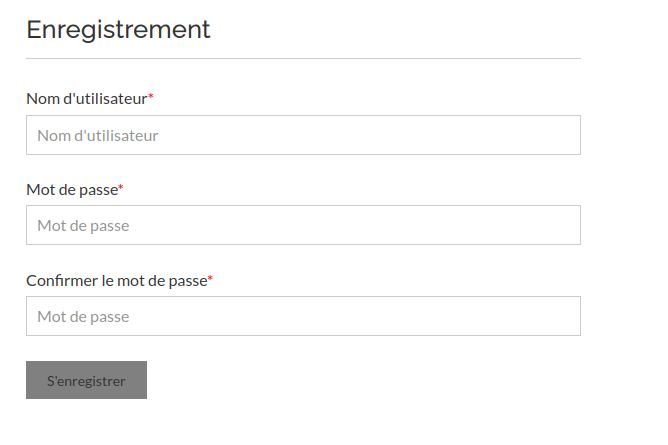 Enregistrement
Nom d'utilisateur*
Nom d'utilisateur
Mot de passe*
Mot de passe
Confirmer le mot de passe*
Mot de passe
S'enregistrer